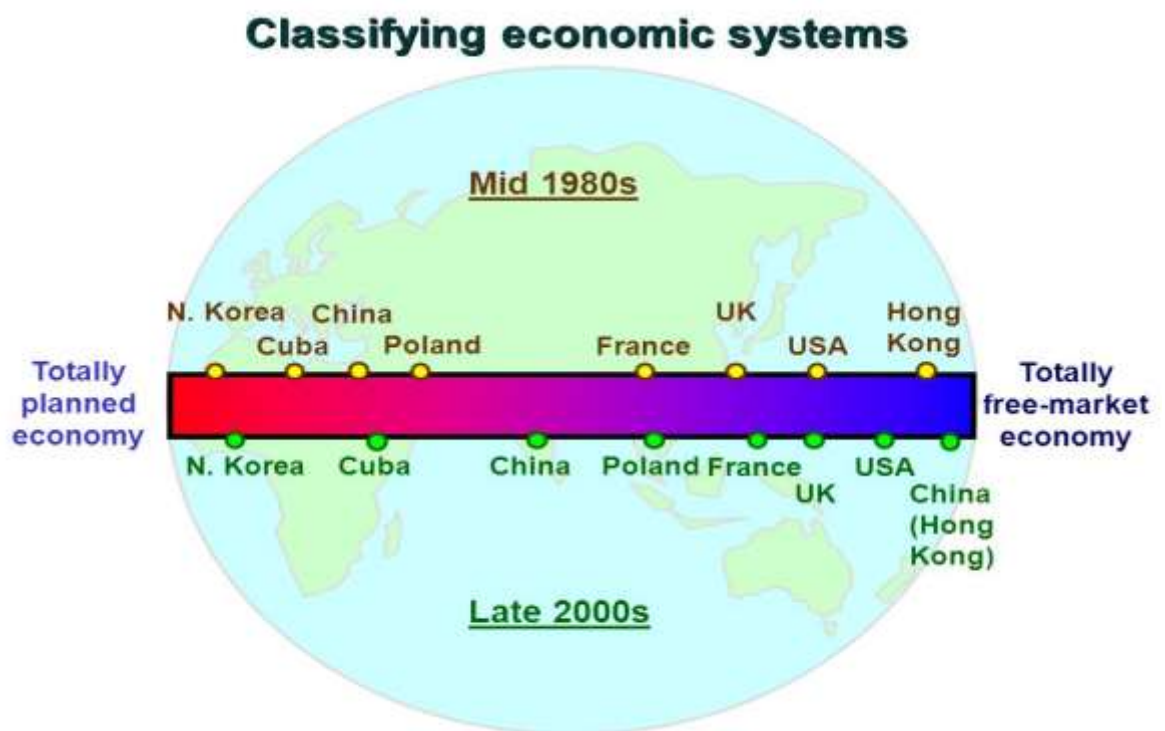 Classifying economic systems
Mid 1980s
N. Korea
China
UK
Hong
Kong
Cuba
Poland
France
USA
Totally
planned
economy
Totally
free-market
economy
N. Korea
Cuba
China
Poland
France
USA
UK
China
(Hong
Kong)
Late 2000s